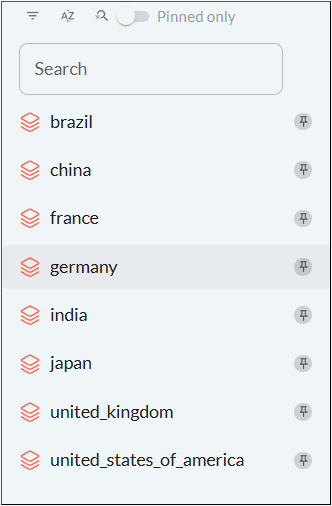 Pinned only
Search
brazil
china
france
germany
india
japan
united_kingdom
united_states_of_america